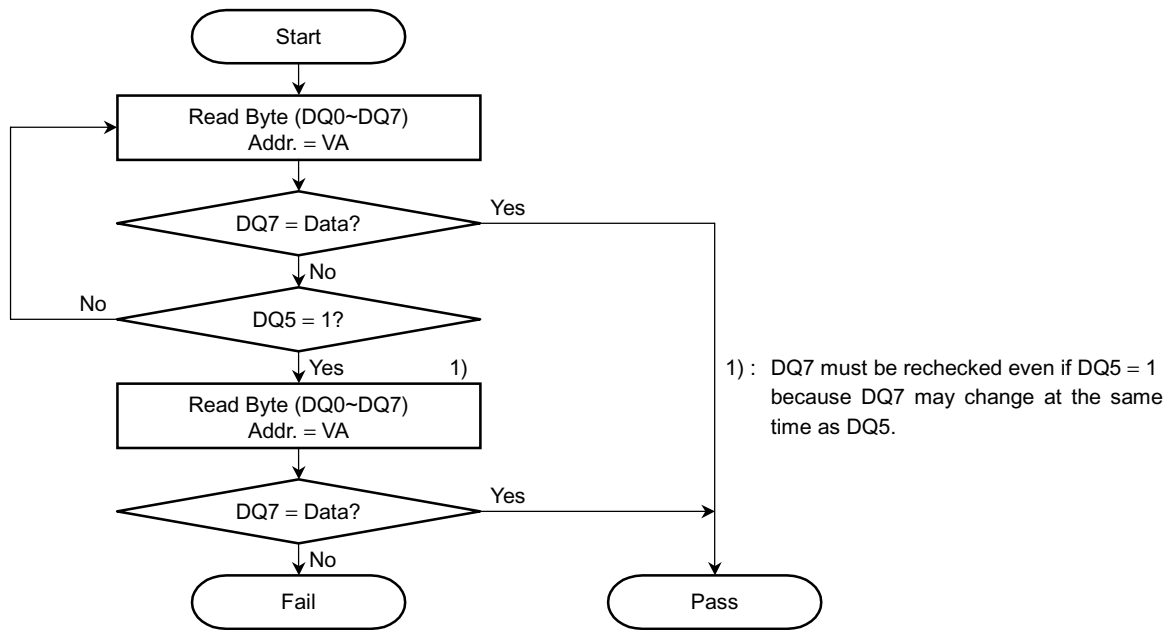 Start
Read Byte (DQ0~DQ7)
Addr. = VA
DQ7 = Data?
Yes
No
No
DQ5 = 1?
Yes
1)
1) : DQ7 must be rechecked even if DQ5 = 1
because DQ7 may change at the same
time as DQ5.
Read Byte (DQ0~DQ7)
Addr. = VA
DQ7 = Data?
Yes
No
Fail
Pass